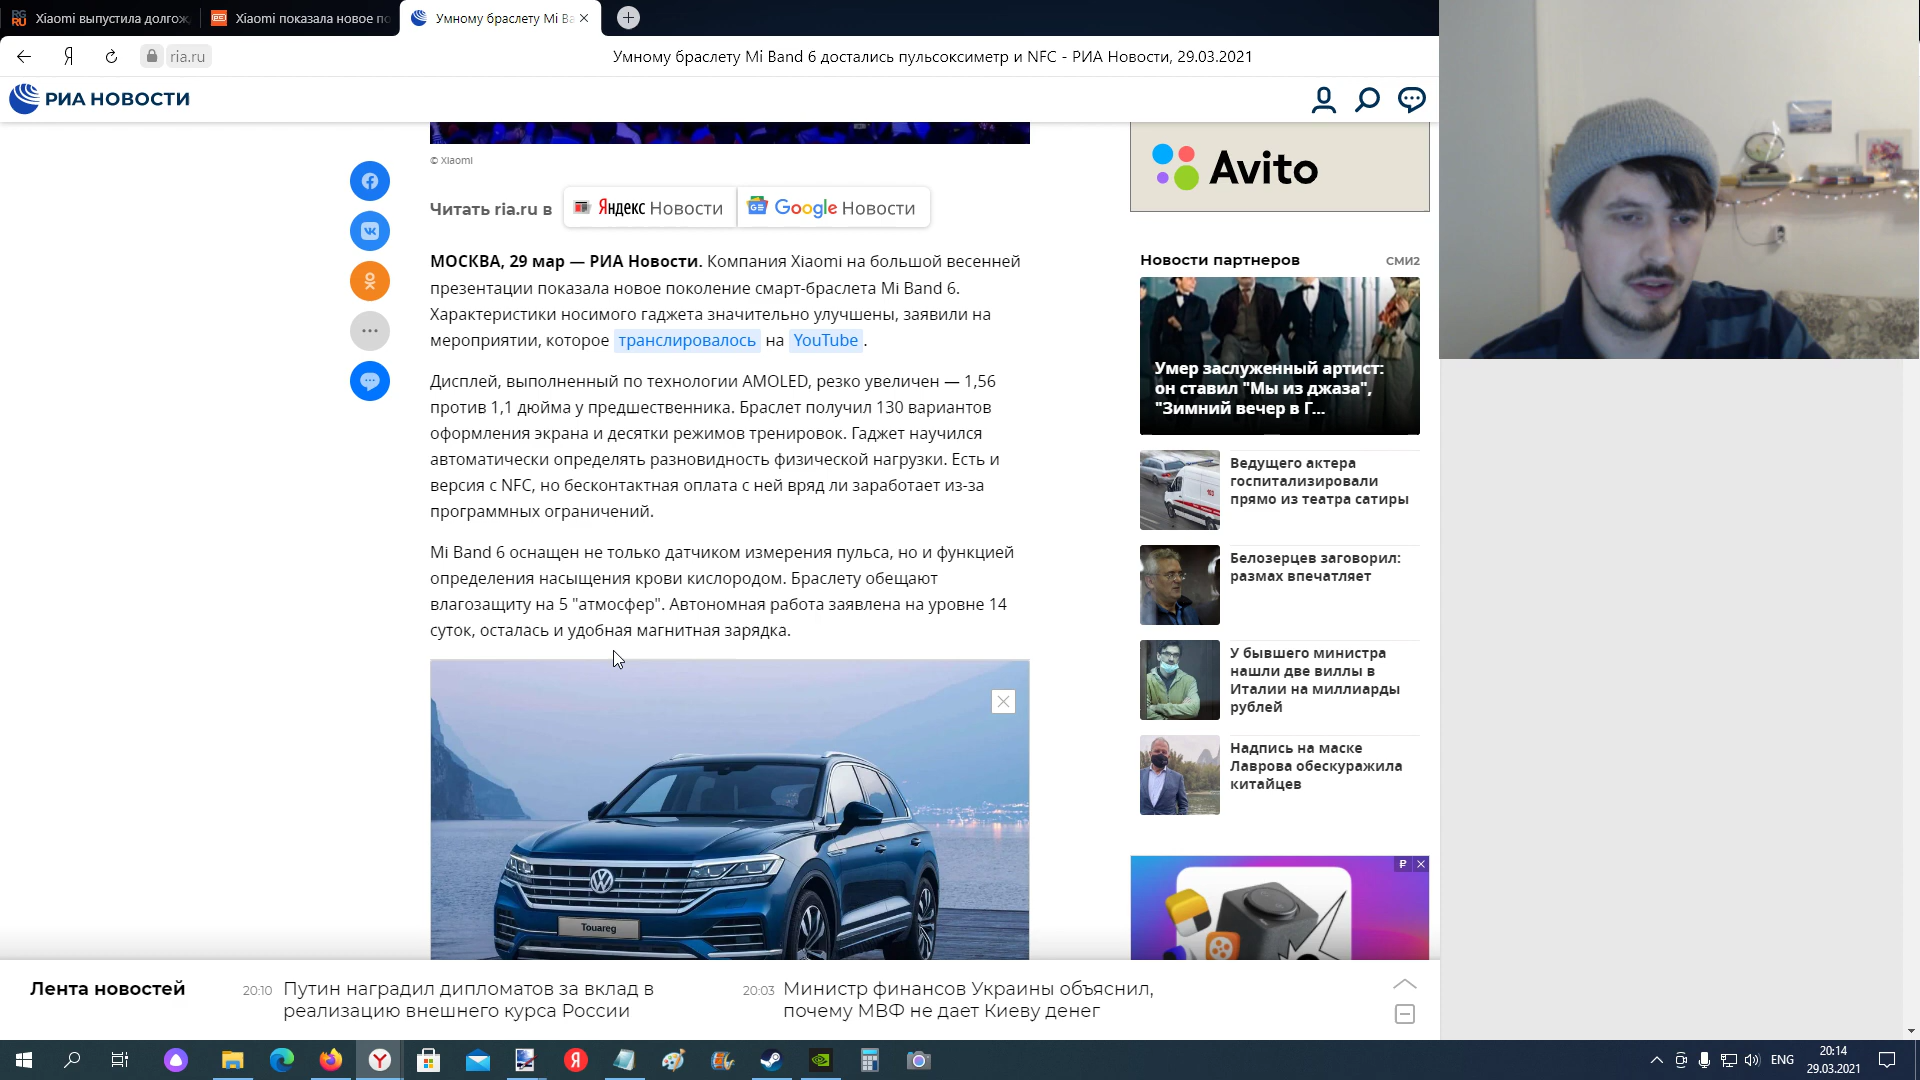 Xiaomi выпустила долгож
Xiaomi показала новое по
Умному браслету Mi Ba
ria.ru
Умному браслету Mi Band 6 достались пульсоксиметр и NFC - РИА Новости, 29.03.2021
РИА НОВОСТИ
© Xiaomi
Читать ria.ru в
Яндекс Новости
Google Новости
МОСКВА, 29 мар — РИА Новости. Компания Xiaomi на большой весенней
презентации показала новое поколение смарт-браслета Mi Band 6.
Характеристики носимого гаджета значительно улучшены, заявили на
мероприятии, которое транслировалось на YouTube.
Дисплей, выполненный по технологии AMOLED, резко увеличен — 1,56
против 1,1 дюйма у предшественника. Браслет получил 130 вариантов
оформления экрана и десятки режимов тренировок. Гаджет научился
автоматически определять разновидность физической нагрузки. Есть и
версия с NFC, но бесконтактная оплата с ней вряд ли заработает из-за
программных ограничений.
Mi Band 6 оснащен не только датчиком измерения пульса, но и функцией
определения насыщения крови кислородом. Браслету обещают
влагозащиту на 5 "атмосфер". Автономная работа заявлена на уровне 14
суток, осталась и удобная магнитная зарядка.
Touareg
Avito
Новости партнеров
СМИ2
Умер заслуженный артист:
он ставил "Мы из джаза",
"Зимний вечер в Г...
Ведущего актера
госпитализировали
прямо из театра сатиры
Белозерцев заговорил:
размах впечатляет
У бывшего министра
нашли две виллы в
Италии на миллиарды
рублей
Надпись на маске
Лаврова обескуражила
китайцев
Лента новостей
20:10 Путин наградил дипломатов за вклад в
реализацию внешнего курса России
20:03 Министр финансов Украины объяснил,
почему МВФ не дает Киеву денег
ENG
20:14
29.03.2021